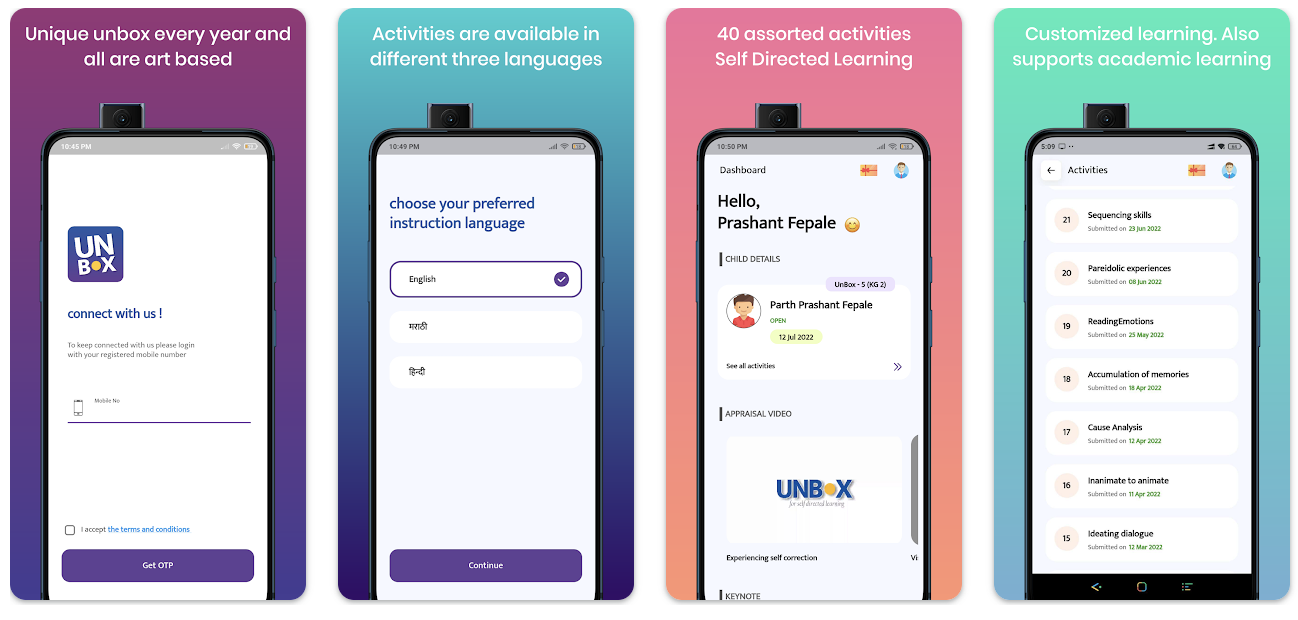 Unique unbox every year and
all are art based
10:45 PM
UN
BOX
connect with us !
To keep connected with us please login
with your registered mobile number
Mobile No
I accept the terms and conditions
Get OTP
Activities are available in
different three languages
10:49 PM
choose your preferred
instruction language
English
मराठी
हिन्दी
Continue
40 assorted activities
Self Directed Learning
10:50 PM
Dashboard
Hello,
Prashant Fepale
CHILD DETAILS
UnBox - 5 (KG 2)
Parth Prashant Fepale
OPEN
12 Jul 2022
See all activities
APPRAISAL VIDEO
UNBOX
for self directed learning
Experiencing self correction
Vi
KEYNOTE
Customized learning. Also
supports academic learning
5:09
Activities
21
Sequencing skills
Submitted on 23 Jun 2022
20
Pareidolic experiences
Submitted on 08 Jun 2022
19
ReadingEmotions
Submitted on 25 May 2022
18
Accumulation of memories
Submitted on 18 Apr 2022
17
Cause Analysis
Submitted on 12 Apr 2022
16
Inanimate to animate
Submitted on 11 Apr 2022
15
Ideating dialogue
Submitted on 12 Mar 2022